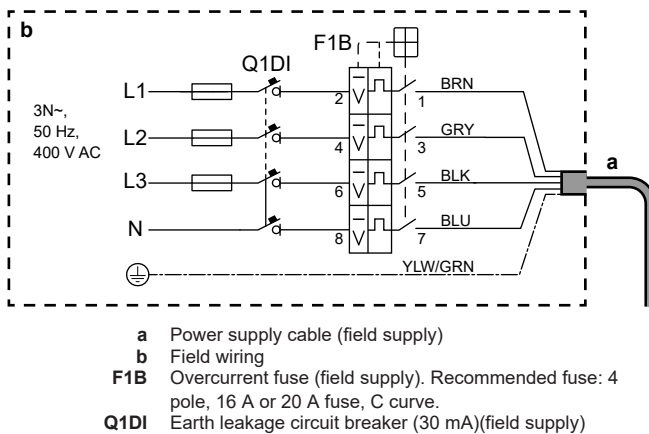 b
F1B
Q1DI
L1 2 1 BRN
3N~,
50 Hz,
400 V AC
L2 4 3 GRY
a
L3 6 5 BLK
N 8 7 BLU
YLW/GRN
a Power supply cable (field supply)
b Field wiring
F1B Overcurrent fuse (field supply). Recommended fuse: 4
pole, 16 A or 20 A fuse, C curve.
Q1DI Earth leakage circuit breaker (30 mA)(field supply)